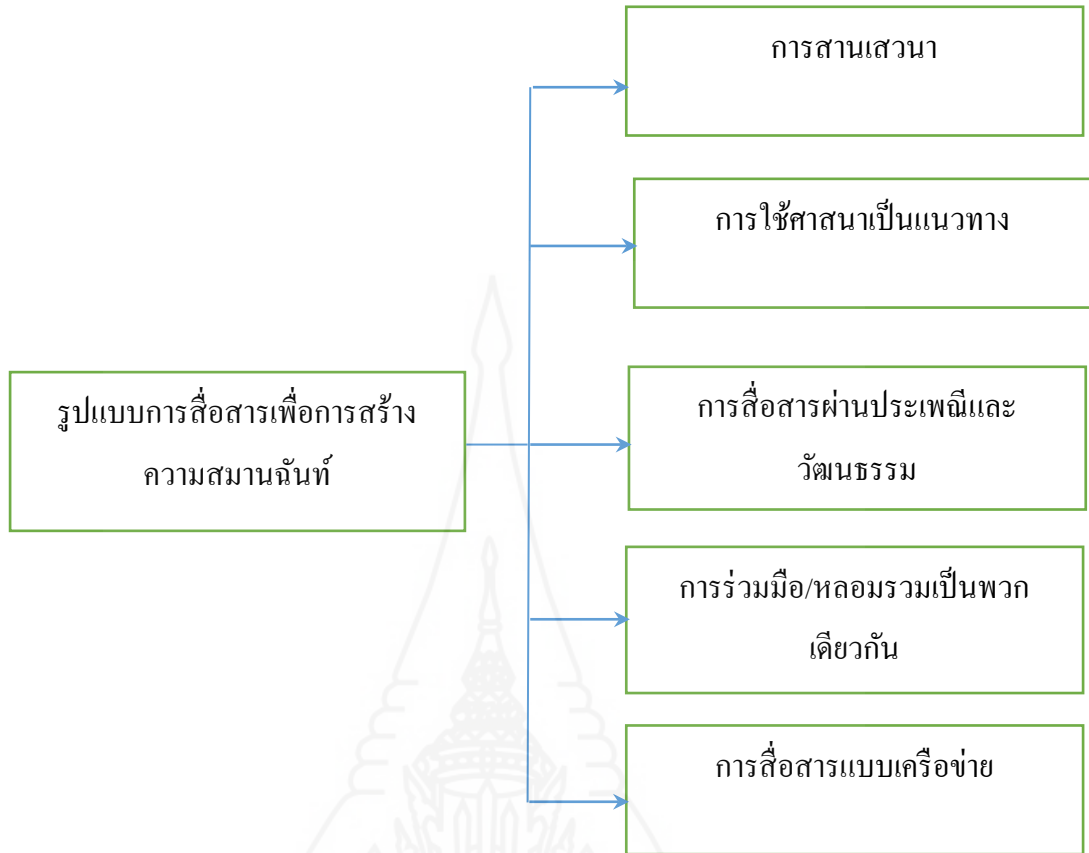 การสานเสวนา
การใช้ศาสนาเป็นแนวทาง
รูปแบบการสื่อสารเพื่อการสร้าง
ความสมานฉันท์
การสื่อสารผ่านประเพณีและ
วัฒนธรรม
การร่วมมือ/หลอมรวมเป็นพวก
เดียวกัน
การสื่อสารแบบเครือข่าย